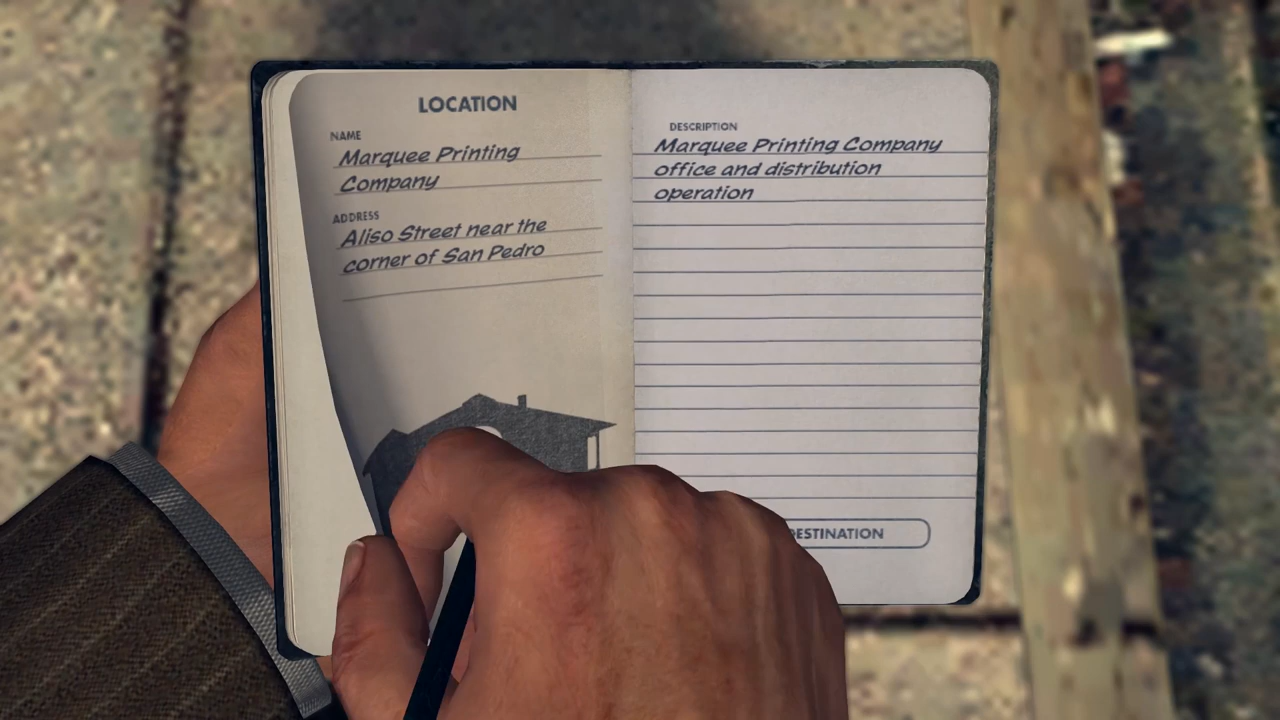 LOCATION
NAME
Marquee Printing
Company
ADDRESS
Aliso Street near the
corner of San Pedro
DESCRIPTION
Marquee Printing Company
office and distribution
operation
DESTINATION